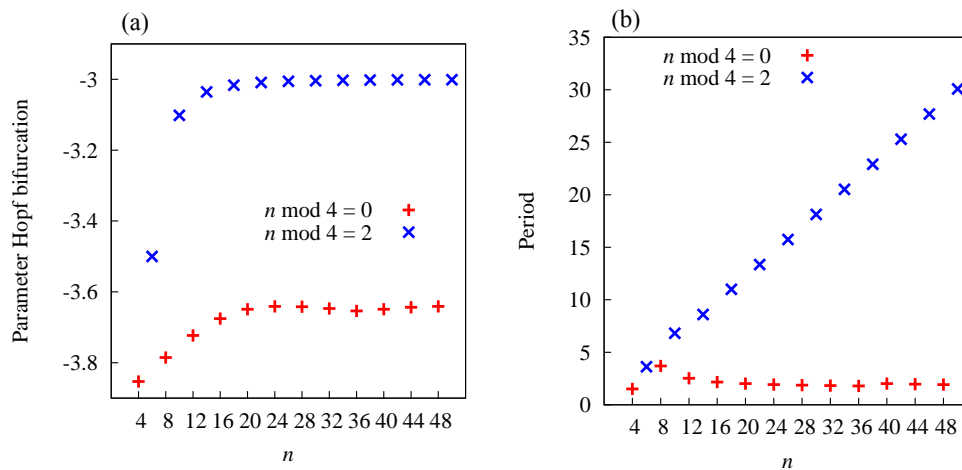 (a)
Parameter Hopf bifurcation
-3
-3.2
-3.4
-3.6
-3.8
n mod 4 = 0
n mod 4 = 2
4 8 12 16 20 24 28 32 36 40 44 48
n
(b)
Period
35
30
25
20
15
10
5
0
n mod 4 = 0
n mod 4 = 2
4 8 12 16 20 24 28 32 36 40 44 48
n